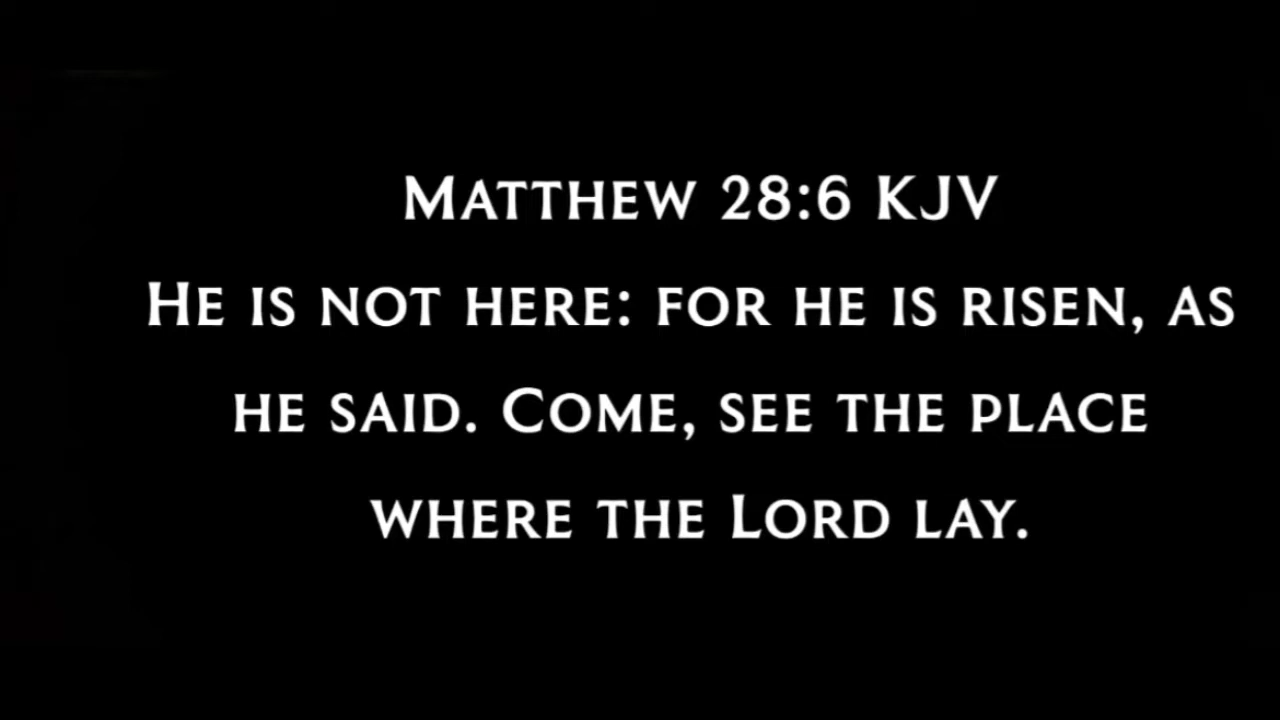 Matthew 28:6 KJV
He is not here: for he is risen, as
he said. Come, see the place
where the Lord lay.